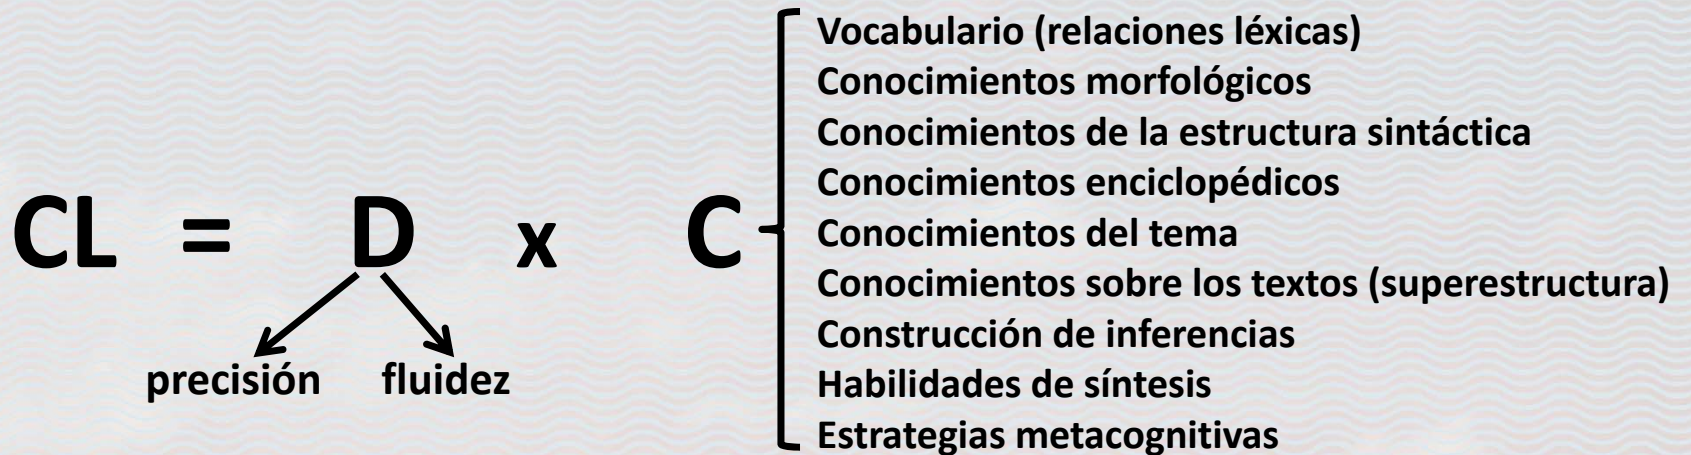 CL = D x C
precisión fluidez
Vocabulario (relaciones léxicas)
Conocimientos morfológicos
Conocimientos de la estructura sintáctica
Conocimientos enciclopédicos
Conocimientos del tema
Conocimientos sobre los textos (superestructura)
Construcción de inferencias
Habilidades de síntesis
Estrategias metacognitivas